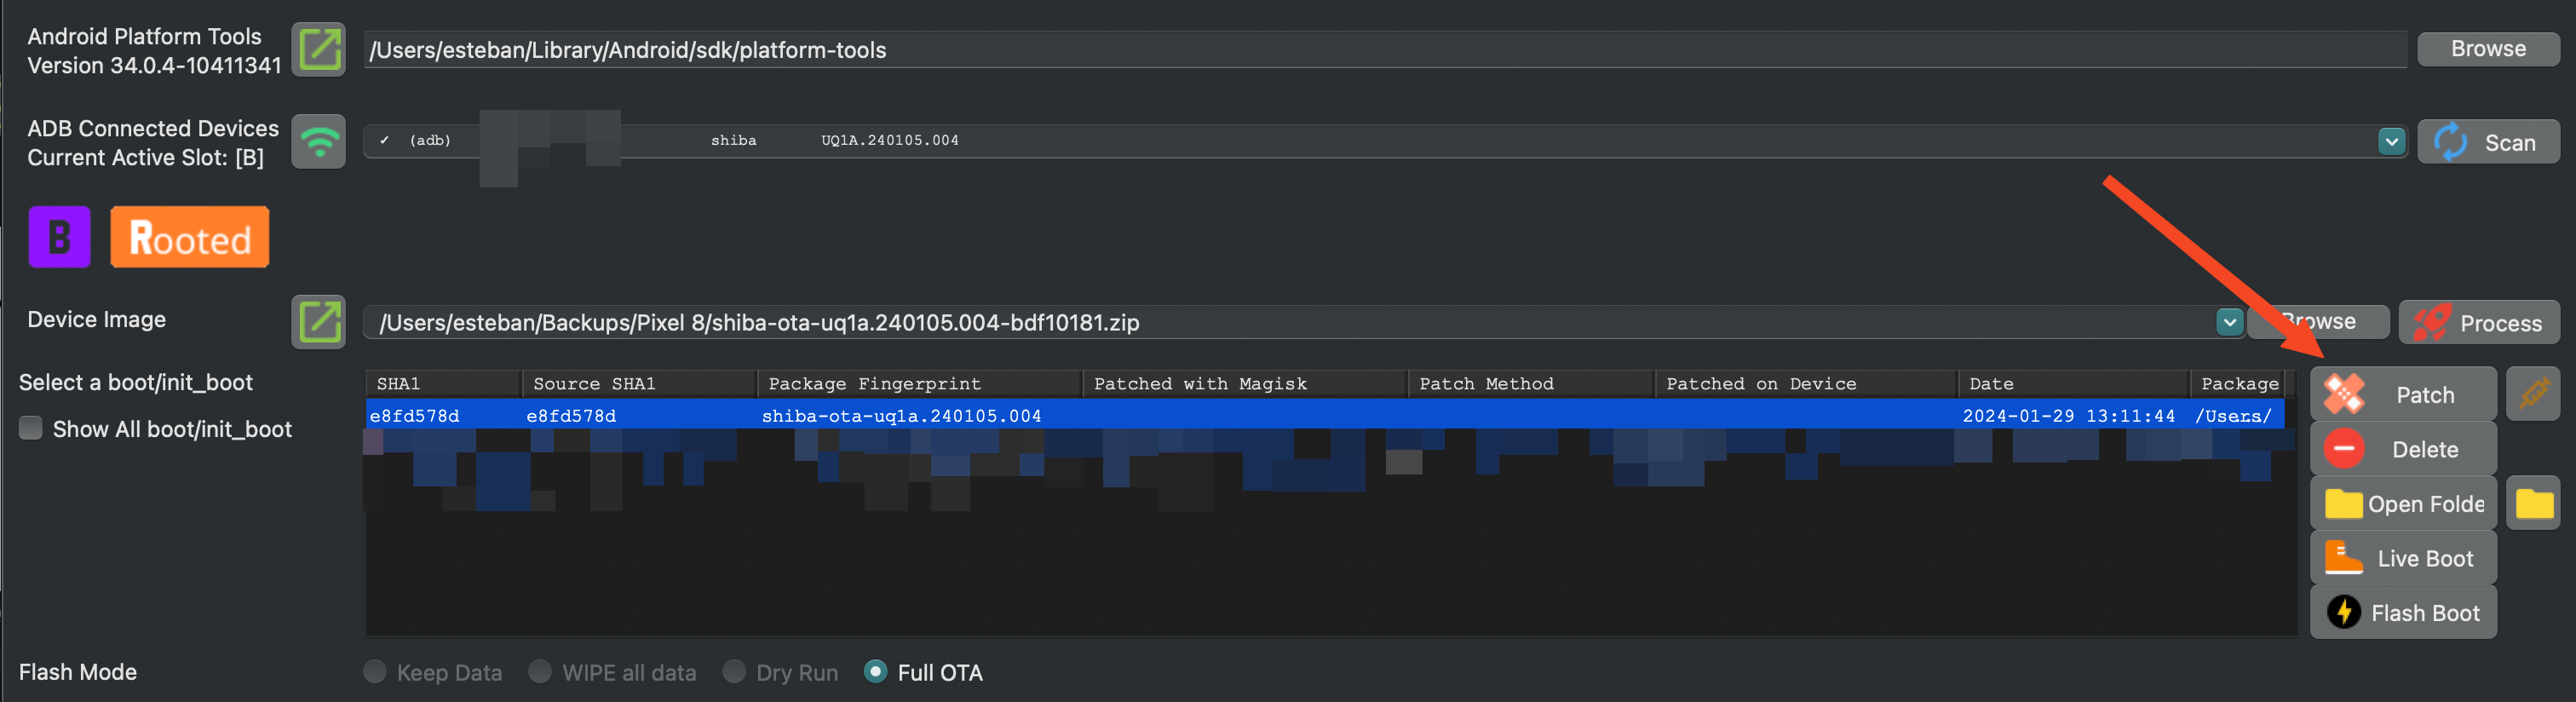 Android Platform Tools
Version 34.0.4-10411341
/Users/esteban/Library/Android/sdk/platform-tools
Browse
ADB Connected Devices
Current Active Slot: [B]
✓ (adb) shiba UQ1A.240105.004
Scan
B Rooted
Device Image
/Users/esteban/Backups/Pixel 8/shiba-ota-uq1a.240105.004-bdf10181.zip
Browse
Process
Select a boot/init_boot
Show All boot/init_boot
SHA1 Source SHA1 Package Fingerprint Patched with Magisk Patch Method Patched on Device Date Package
e8fd578d e8fd578d shiba-ota-uq1a.240105.004 2024-01-29 13:11:44 /Users/
Patch
Delete
Open Folde
Live Boot
Flash Boot
Flash Mode
Keep Data WIPE all data Dry Run Full OTA